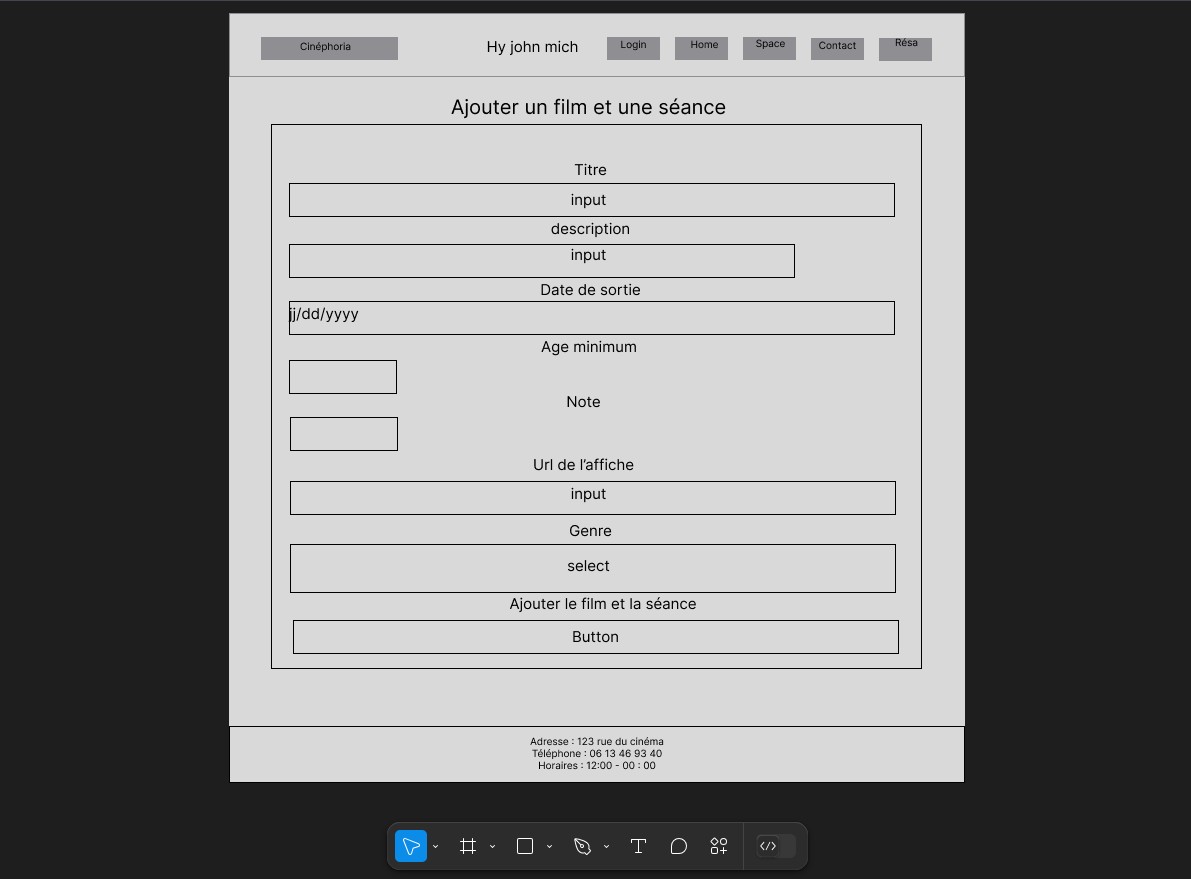 Cinéphoria
Hy john mich
Login
Home
Space
Contact
Résa
Ajouter un film et une séance
Titre
input
description
input
Date de sortie
jj/dd/yyyy
Age minimum
Note
Url de l’affiche
input
Genre
select
Ajouter le film et la séance
Button
Adresse : 123 rue du cinéma
Téléphone : 06 13 46 93 40
Horaires : 12:00 - 00 : 00